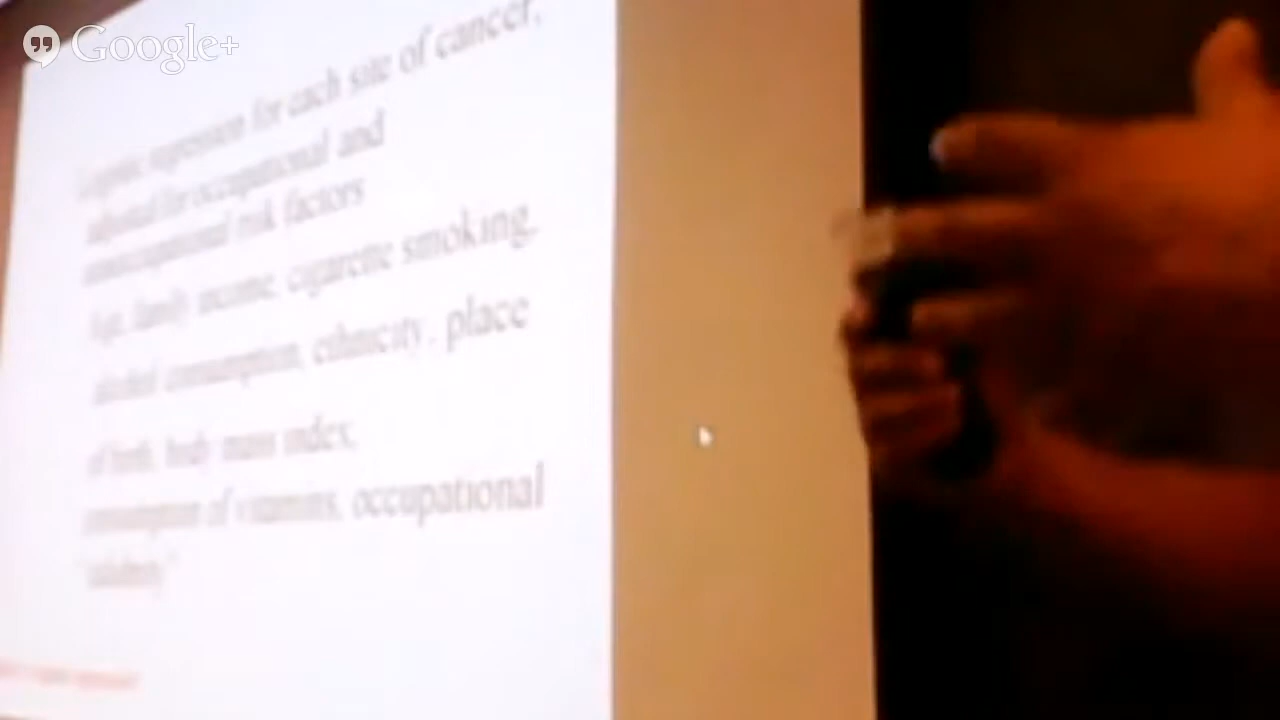 Google+
Logistic regression for each site of cancer,
adjusted for occupational and
nonoccupational risk factors
Age, family income, cigarette smoking,
alcohol consumption, ethnicity, place
of birth, body mass index,
consumption of vitamins, occupational